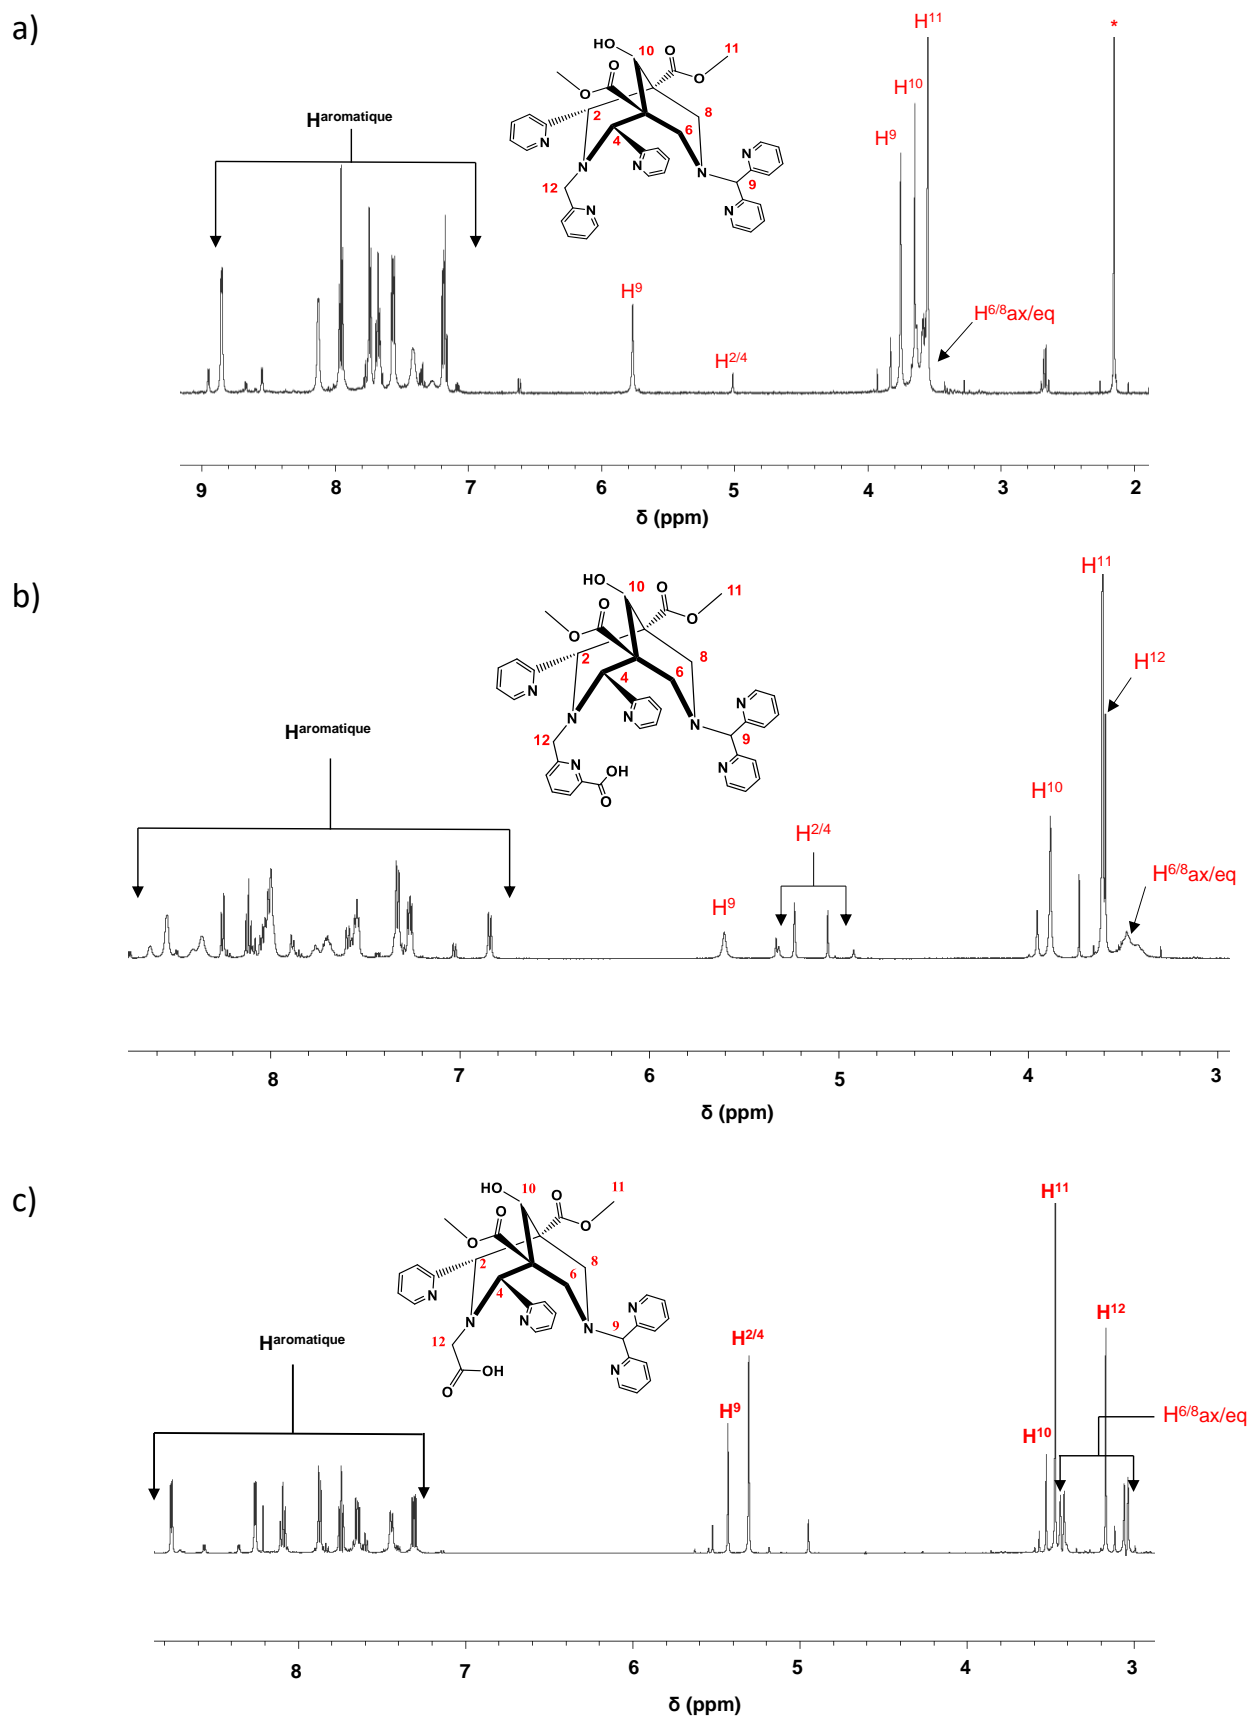 a)
H¹¹
*
HO
10
O
O
11
O
O
H¹⁰
Hᵃʳᵒᵐᵃᵗⁱᑫᵘᵉ
2
8
H⁹
6
N
4
N
N
N
N
N
N
12
9
N
H⁹
H⁶/⁸ax/eq
H²/⁴
9
8
7
6
5
4
3
2
δ (ppm)
b)
H¹¹
HO
10
O
O
11
O
O
H¹²
2
8
6
4
N
N
N
N
N
Hᵃʳᵒᵐᵃᵗⁱᑫᵘᵉ
12
9
N
N
OH
O
H¹⁰
H²/⁴
H⁹
H⁶/⁸ax/eq
8
7
6
5
4
3
δ (ppm)
c)
HO
10
O
O
11
O
O
H¹¹
2
8
6
4
N
N
N
N
N
H¹²
12
9
N
Hᵃʳᵒᵐᵃᵗⁱᑫᵘᵉ
H²/⁴
OH
O
H⁹
H⁶/⁸ax/eq
H¹⁰
8
7
6
5
4
3
δ (ppm)